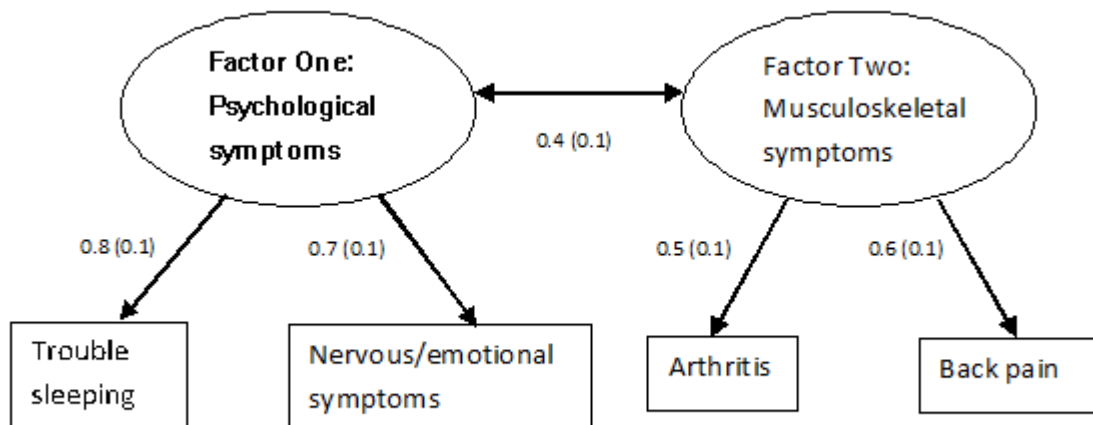 Factor One:
Psychological
symptoms
Factor Two:
Musculoskeletal
symptoms
0.4 (0.1)
0.8 (0.1)
0.7 (0.1)
0.5 (0.1)
0.6 (0.1)
Trouble
sleeping
Nervous/emotional
symptoms
Arthritis
Back pain